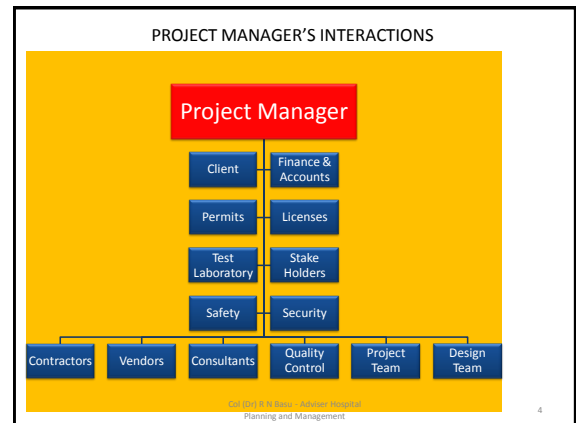 PROJECT MANAGER'S INTERACTIONS
Project Manager
Client
Finance &
Accounts
Permits
Licenses
Test
Laboratory
Stake
Holders
Safety
Security
Contractors
Vendors
Consultants
Quality
Control
Project
Team
Design
Team
Col (Dr) R N Basu - Adviser Hospital
Planning and Management
4